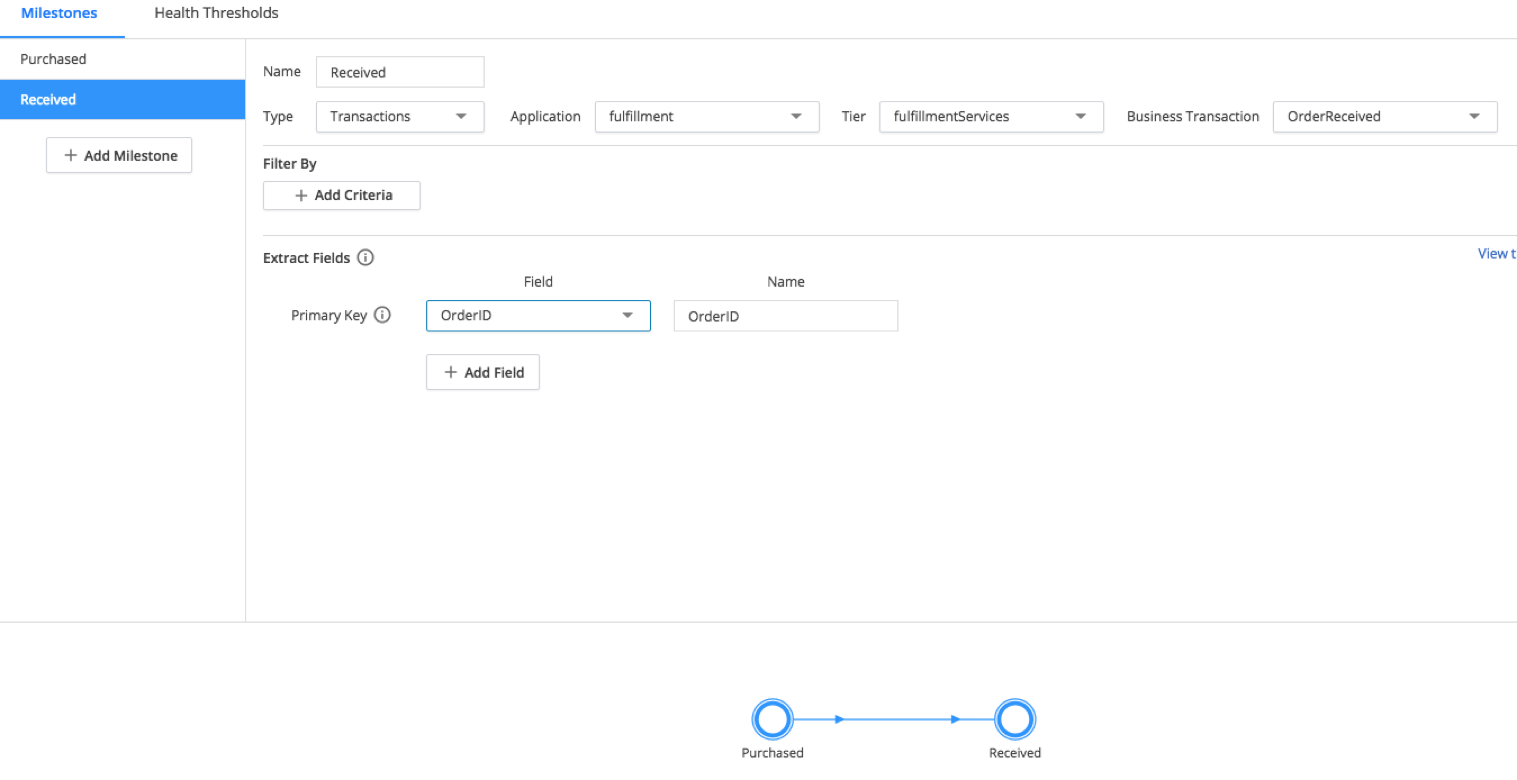 Milestones Health Thresholds
Purchased
Received
+ Add Milestone
Name Received
Type Transactions Application fulfillment Tier fulfillmentServices Business Transaction OrderReceived
Filter By
+ Add Criteria
Extract Fields View t
Field Name
Primary Key OrderID OrderID
+ Add Field
Purchased Received